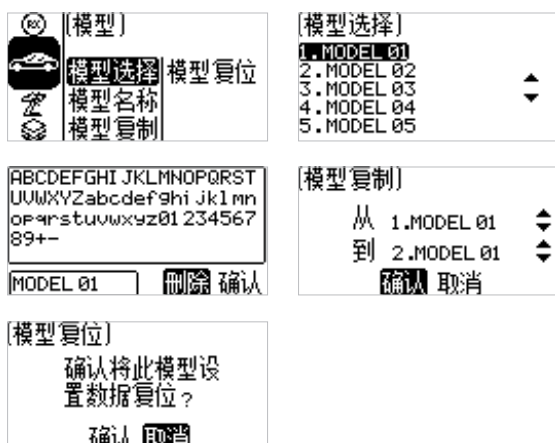 RX
[模型]
模型选择 模型复位
模型名称
模型复制
[模型选择]
1.MODEL 01
2.MODEL 02
3.MODEL 03
4.MODEL 04
5.MODEL 05
ABCDEFGHIJKLMNOPQRST
UVWXYZabcdefghijklmn
opqrstuvwxyz01234567
89+-
MODEL 01 删除 确认
[模型复制]
从 1.MODEL 01
到 2.MODEL 01
确认 取消
[模型复位]
确认将此模型设
置数据复位?
确认 取消